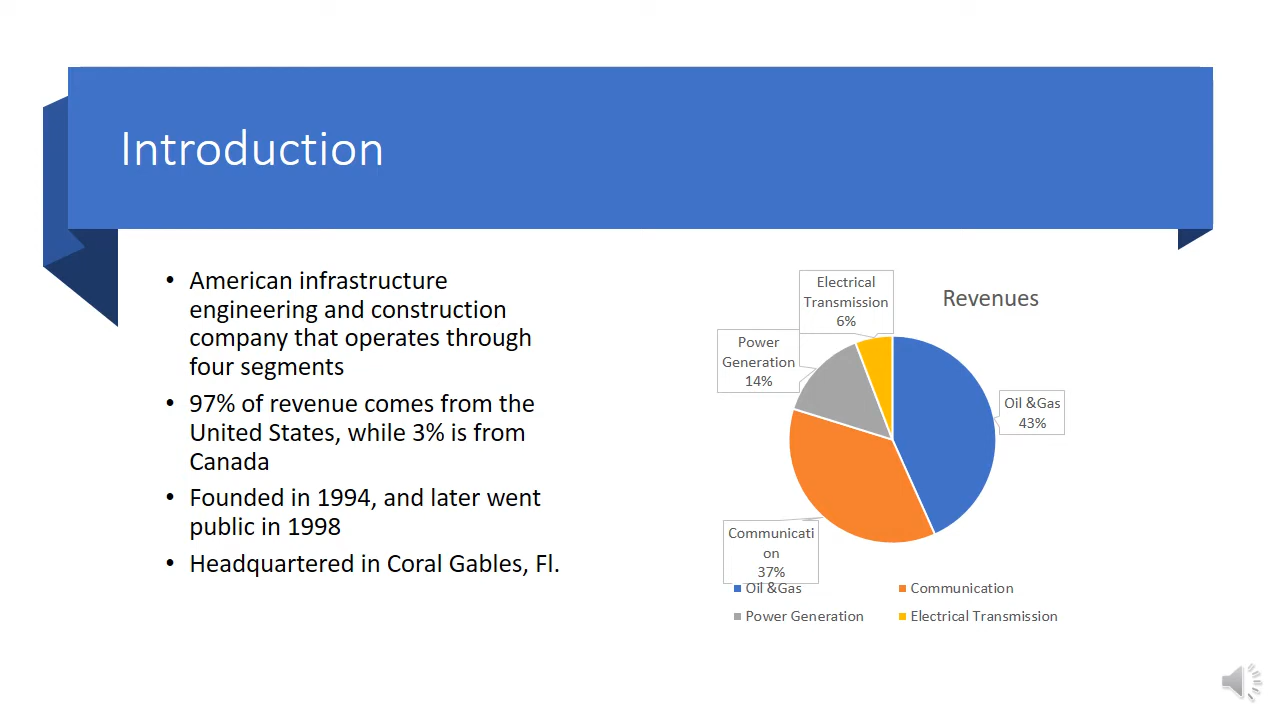 Introduction
• American infrastructure
engineering and construction
company that operates through
four segments
• 97% of revenue comes from the
United States, while 3% is from
Canada
• Founded in 1994, and later went
public in 1998
• Headquartered in Coral Gables, Fl.
Revenues
Electrical
Transmission
6%
Power
Generation
14%
Oil &Gas
43%
Communicati
on
37%
Oil &Gas
Communication
Power Generation
Electrical Transmission